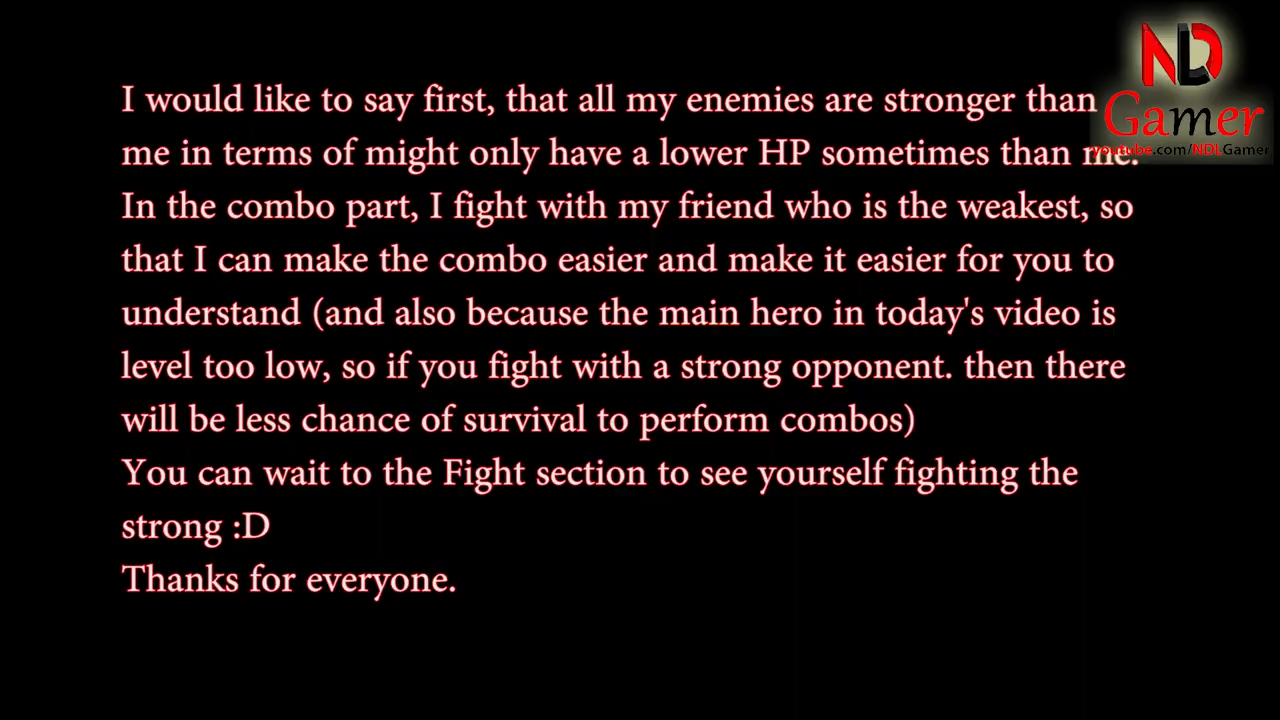 I would like to say first, that all my enemies are stronger than
me in terms of might only have a lower HP sometimes than me.
In the combo part, I fight with my friend who is the weakest, so
that I can make the combo easier and make it easier for you to
understand (and also because the main hero in today's video is
level too low, so if you fight with a strong opponent. then there
will be less chance of survival to perform combos)
You can wait to the Fight section to see yourself fighting the
strong :D
Thanks for everyone.
NDL
Gamer
youtube.com/NDLGamer